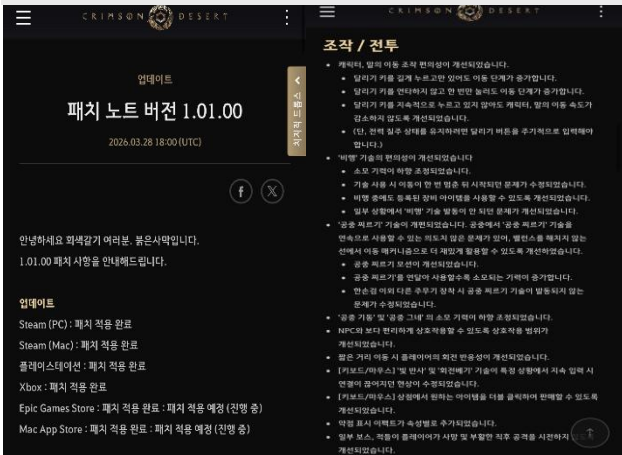 CRIMSON DESERT
업데이트
패치 노트 버전 1.01.00
2026.03.28 18:00 (UTC)
치지직 드롭스
안녕하세요 회색갈기 여러분. 붉은사막입니다.
1.01.00 패치 사항을 안내해드립니다.
업데이트
Steam (PC) : 패치 적용 완료
Steam (Mac) : 패치 적용 완료
플레이스테이션 : 패치 적용 완료
Xbox : 패치 적용 완료
Epic Games Store : 패치 적용 완료 : 패치 적용 예정 (진행 중)
Mac App Store : 패치 적용 완료 : 패치 적용 예정 (진행 중)
CRIMSON DESERT
조작 / 전투
캐릭터, 말의 이동 조작 편의성이 개선되었습니다.
달리기 키를 길게 누르고만 있어도 이동 단계가 증가합니다.
달리기 키를 연타하지 않고 한 번만 눌러도 이동 단계가 증가합니다.
달리기 키를 지속적으로 누르고 있지 않아도 캐릭터, 말의 이동 속도가
감소하지 않도록 개선되었습니다.
(단, 전력 질주 상태를 유지하려면 달리기 버튼을 주기적으로 입력해야
합니다.)
'비행' 기술의 편의성이 개선되었습니다
소모 기력이 하향 조정되었습니다.
기술 사용 시 이동이 한 번 멈춘 뒤 시작되던 문제가 수정되었습니다.
비행 중에도 등록된 장비 아이템을 사용할 수 있도록 개선되었습니다.
일부 상황에서 '비행' 기술 발동이 안 되던 문제가 개선되었습니다.
'공중 찌르기' 기술이 개편되었습니다. 공중에서 '공중 찌르기' 기술을
연속으로 사용할 수 있는 의도치 않은 문제가 있어, 밸런스를 해치지 않는
선에서 이동 매커니즘으로 더 재밌게 활용할 수 있도록 개선하였습니다.
공중 찌르기 모션이 개선되었습니다.
공중 찌르기'를 연달아 사용할수록 소모되는 기력이 증가합니다.
한손검 이외 다른 주무기 장착 시 공중 찌르기 기술이 발동되지 않는
문제가 수정되었습니다.
'공중 기동' 및 '공중 그네' 의 소모 기력이 하향 조정되었습니다.
NPC와 보다 편리하게 상호작용할 수 있도록 상호작용 범위가
개선되었습니다.
짧은 거리 이동 시 플레이어의 회전 반응성이 개선되었습니다.
[키보드/마우스] '빛 반사' 및 '회전베기' 기술이 특정 상황에서 지속 입력 시
연결이 끊어지던 현상이 수정되었습니다.
[키보드/마우스] 상점에서 원하는 아이템을 더블 클릭하여 판매할 수 있도록
개선되었습니다.
약점 표시 이펙트가 속성별로 추가되었습니다.
일부 보스, 적들이 플레이어가 사망 및 부활한 직후 공격을 시전하지
개선되었습니다.